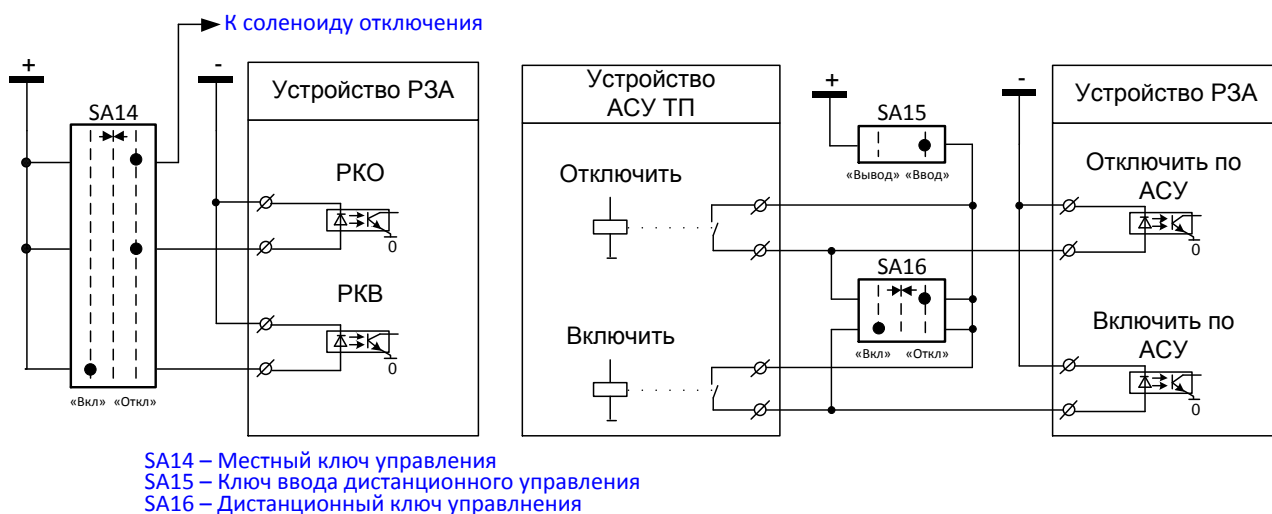 К соленоиду отключения
+
-
+
-
Устройство РЗА
Устройство
АСУ ТП
Устройство РЗА
SA14
SA15
Отключить
«Вывод» «Ввод»
Отключить по
АСУ
РКО
0
0
SA16
РКВ
Включить
«Вкл» «Откл»
Включить по
АСУ
0
0
«Вкл» «Откл»
SA14 – Местный ключ управления
SA15 – Ключ ввода дистанционного управления
SA16 – Дистанционный ключ управлнения